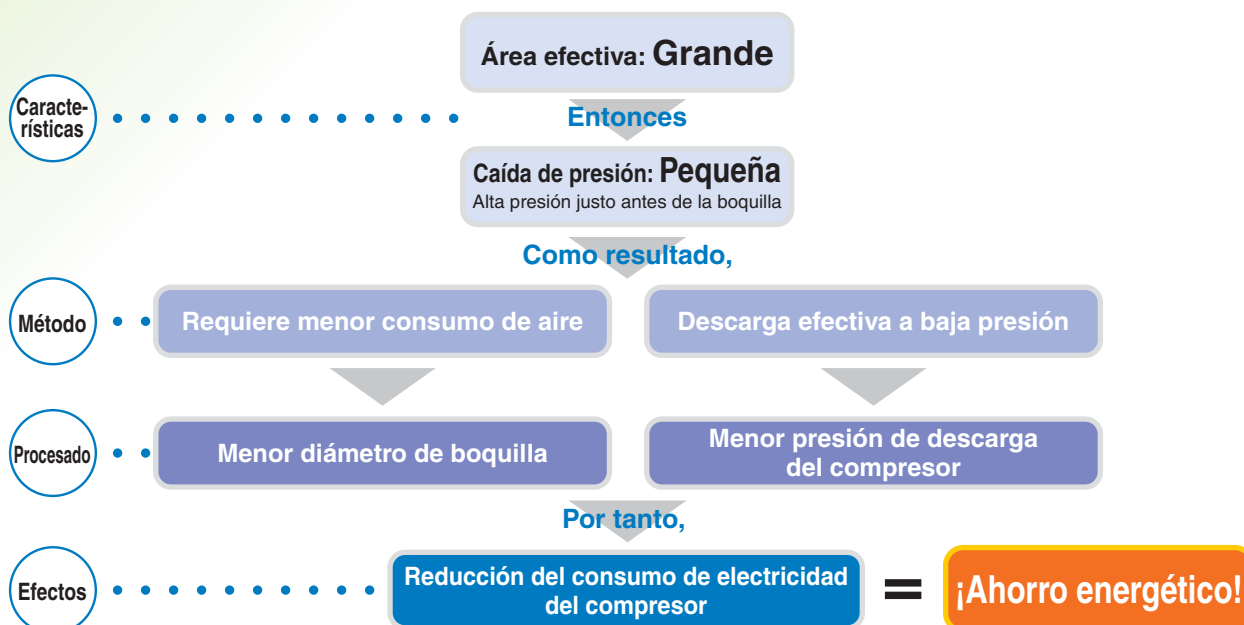 Área efectiva: Grande
Caracte-
rísticas
Entonces
Caída de presión: Pequeña
Alta presión justo antes de la boquilla
Como resultado,
Método
Requiere menor consumo de aire
Descarga efectiva a baja presión
Procesado
Menor diámetro de boquilla
Menor presión de descarga
del compresor
Por tanto,
Efectos
Reducción del consumo de electricidad
del compresor
=
¡Ahorro energético!